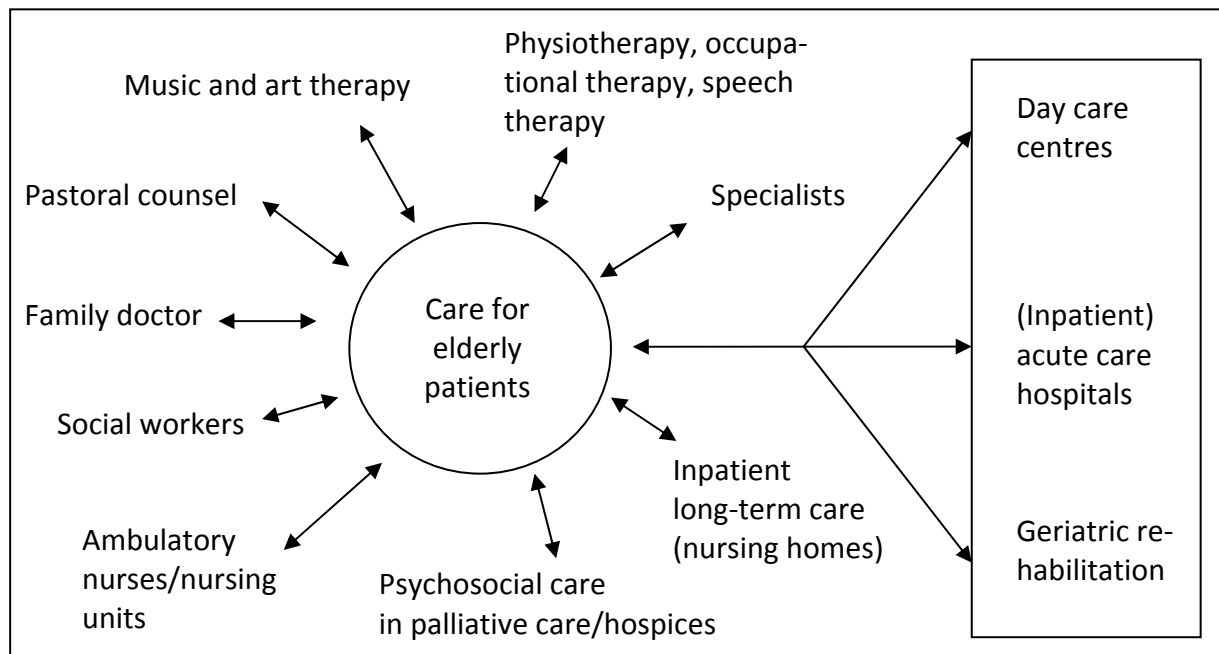 Music and art therapy
Physiotherapy, occupa-
tional therapy, speech
therapy
Pastoral counsel
Specialists
Family doctor
Care for
elderly
patients
Social workers
Ambulatory
nurses/nursing
units
Psychosocial care
in palliative care/hospices
Inpatient
long-term care
(nursing homes)
Day care
centres
(Inpatient)
acute care
hospitals
Geriatric re-
habilitation